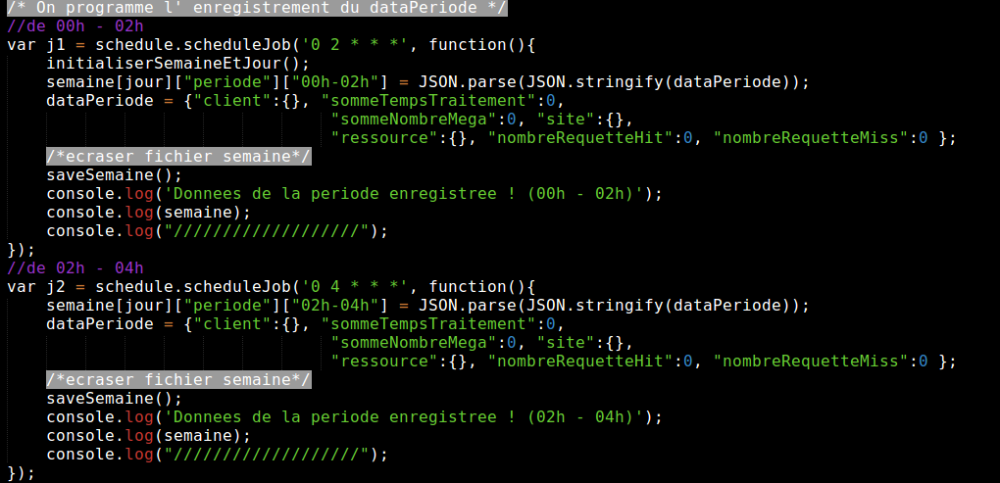 /* On programme l' enregistrement du dataPeriode */
//de 00h - 02h
var j1 = schedule.scheduleJob('0 2 * * *', function(){
    initialiserSemaineEtJour();
    semaine[jour]["periode"]["00h-02h"] = JSON.parse(JSON.stringify(dataPeriode));
    dataPeriode = {"client":{}, "sommeTempsTraitement":0,
                                 "sommeNombreMega":0, "site":{},
                                 "ressource":{}, "nombreRequetteHit":0, "nombreRequetteMiss":0 };
    /*ecraser fichier semaine*/
    saveSemaine();
    console.log('Donnees de la periode enregistree ! (00h - 02h)');
    console.log(semaine);
    console.log("///////////////////");
});
//de 02h - 04h
var j2 = schedule.scheduleJob('0 4 * * *', function(){
    semaine[jour]["periode"]["02h-04h"] = JSON.parse(JSON.stringify(dataPeriode));
    dataPeriode = {"client":{}, "sommeTempsTraitement":0,
                                 "sommeNombreMega":0, "site":{},
                                 "ressource":{}, "nombreRequetteHit":0, "nombreRequetteMiss":0 };
    /*ecraser fichier semaine*/
    saveSemaine();
    console.log('Donnees de la periode enregistree ! (02h - 04h)');
    console.log(semaine);
    console.log("///////////////////");
});